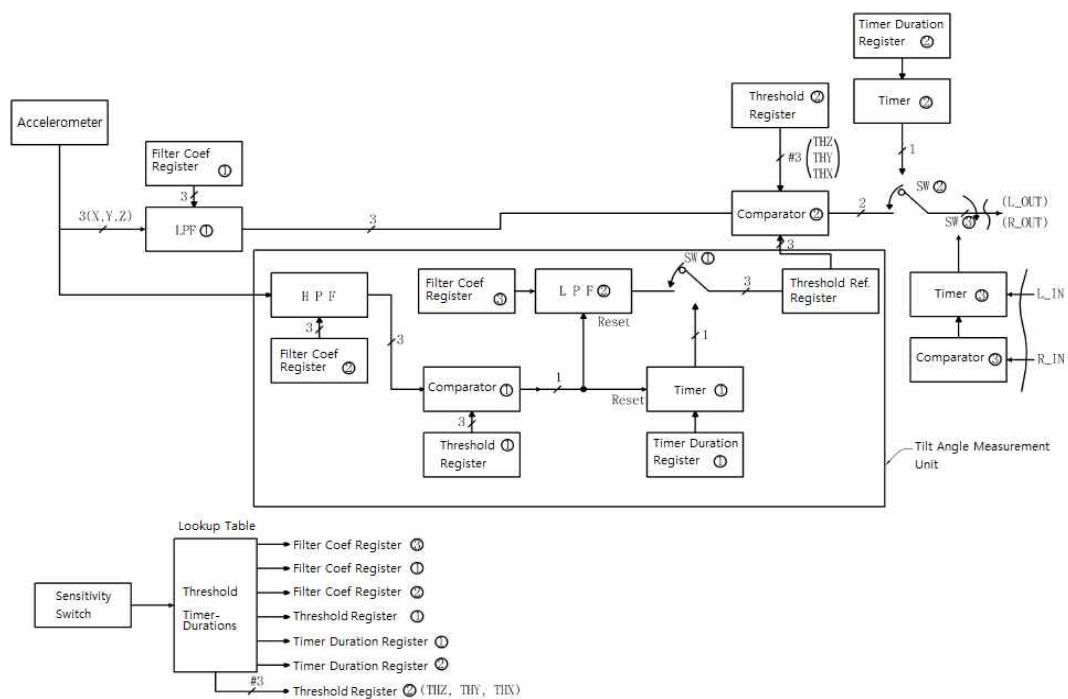 Timer Duration
Register ②
Timer ②
1
Threshold ②
Register
#3 (THZ
THY
THX)
Accelerometer
Filter Coef
Register ①
3
3(X,Y,Z)
LPF ①
3
Comparator ②
2
SW ②
SW ③
(L_OUT)
(R_OUT)
3
HPF
3
Filter Coef
Register ②
3
Filter Coef
Register ③
LPF ②
Reset
SW ①
3
Threshold Ref.
Register
1
Timer ③
L_IN
Comparator ③
R_IN
Comparator ①
1
Reset
Timer ①
3
Threshold ①
Register
Timer Duration
Register ①
Tilt Angle Measurement
Unit
Lookup Table
Sensitivity
Switch
Threshold
Timer-
Durations
Filter Coef Register ③
Filter Coef Register ①
Filter Coef Register ②
Threshold Register ①
Timer Duration Register ①
Timer Duration Register ②
#3
Threshold Register ② (THZ, THY, THX)